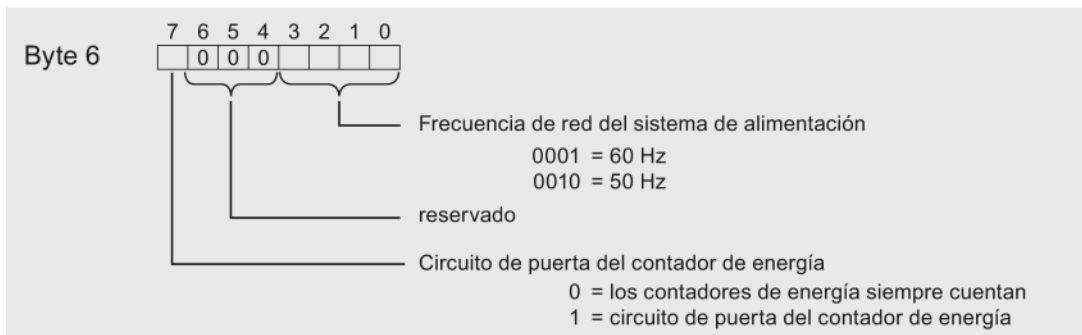 7 6 5 4 3 2 1 0
Byte 6
0 0 0
Frecuencia de red del sistema de alimentación
0001 = 60 Hz
0010 = 50 Hz
reservado
Circuito de puerta del contador de energía
0 = los contadores de energía siempre cuentan
1 = circuito de puerta del contador de energía